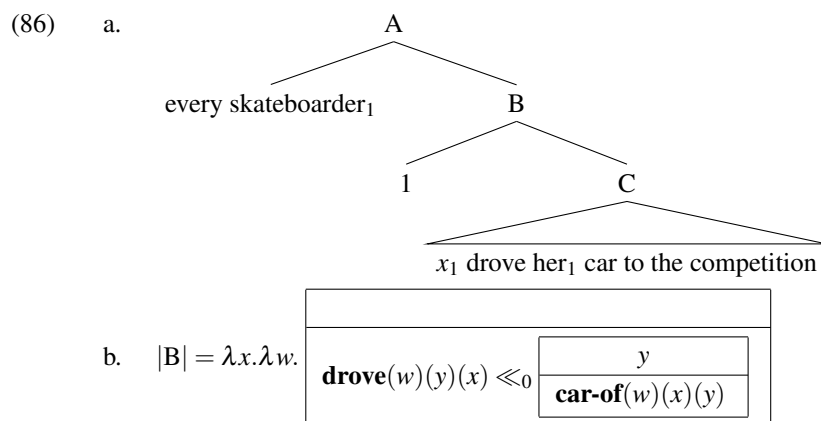 (86) a. A
every skateboarder₁ B
1 C
x₁ drove her₁ car to the competition
b. |B| = λx.λw.
y
drove(w)(y)(x) ≪₀ car-of(w)(x)(y)